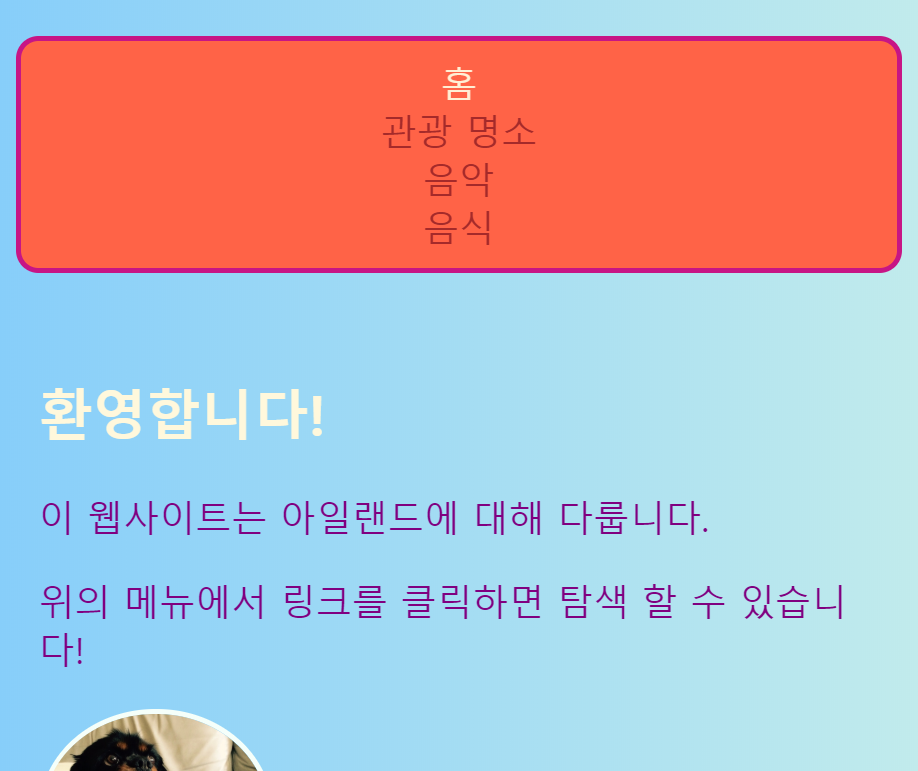 홈
관광 명소
음악
음식
환영합니다!
이 웹사이트는 아일랜드에 대해 다룹니다.
위의 메뉴에서 링크를 클릭하면 탐색 할 수 있습니
다!